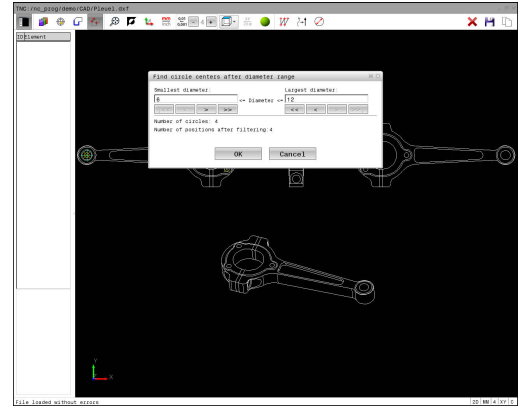 TNC:/nc_prog/demo/CAD/Pleuel.dxf
ID Element
Find circle centers after diameter range
Smallest diameter: Largest diameter:
6 <= Diameter <= 12
> >> << <
Number of circles: 4
Number of positions after filtering: 4
OK Cancel
Y
X
File loaded without errors 2D MM 4 XY